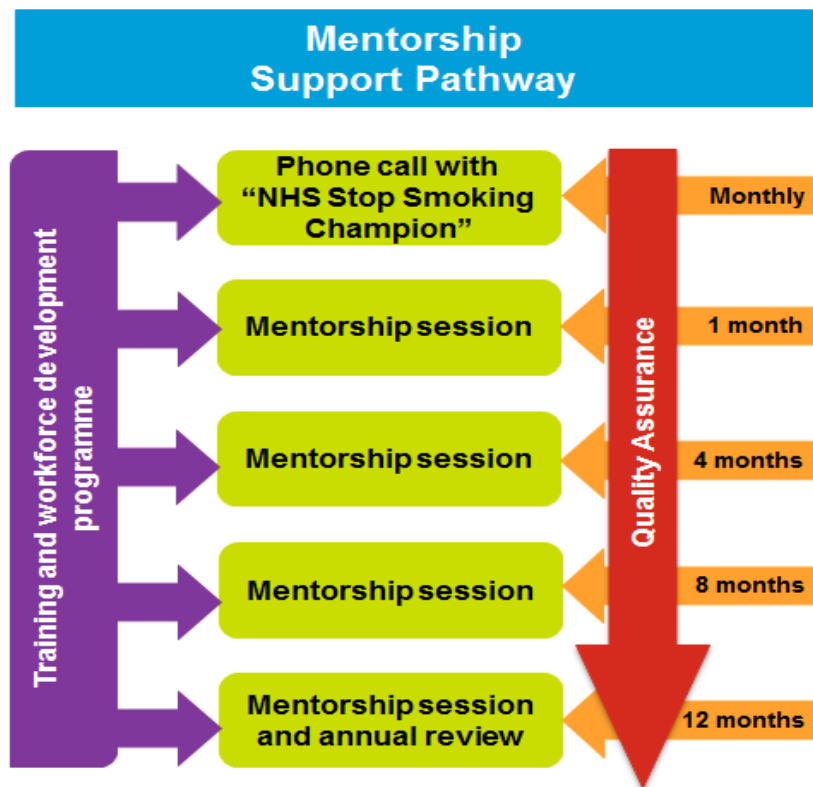 Mentorship
Support Pathway
Training and workforce development
programme
Phone call with
“NHS Stop Smoking
Champion”
Monthly
Mentorship session
1 month
Mentorship session
4 months
Mentorship session
8 months
Mentorship session
and annual review
12 months
Quality Assurance